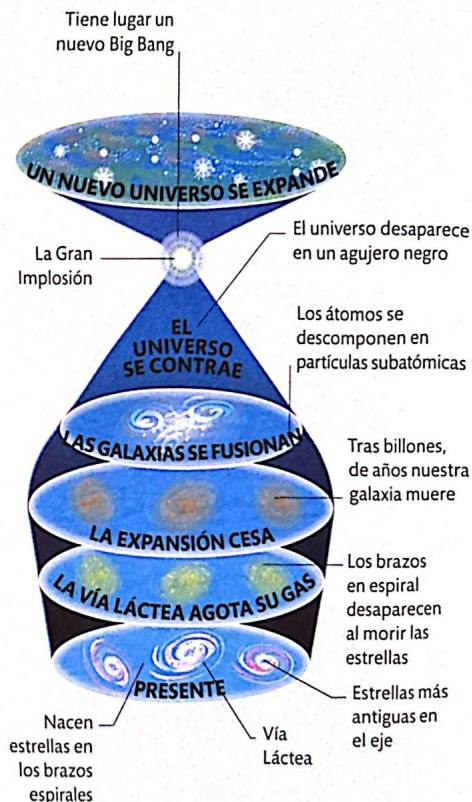 Tiene lugar un
nuevo Big Bang
UN NUEVO UNIVERSO SE EXPANDE
La Gran
Implosión
El universo desaparece
en un agujero negro
EL
UNIVERSO
SE CONTRAE
Los átomos se
descomponen en
partículas subatómicas
LAS GALAXIAS SE FUSIONAN
Tras billones,
de años nuestra
galaxia muere
LA EXPANSIÓN CESA
Los brazos
en espiral
desaparecen
al morir las
estrellas
LA VÍA LÁCTEA AGOTA SU GAS
PRESENTE
Estrellas más
antiguas en
el eje
Nacen
estrellas en
los brazos
espirales
Vía
Láctea